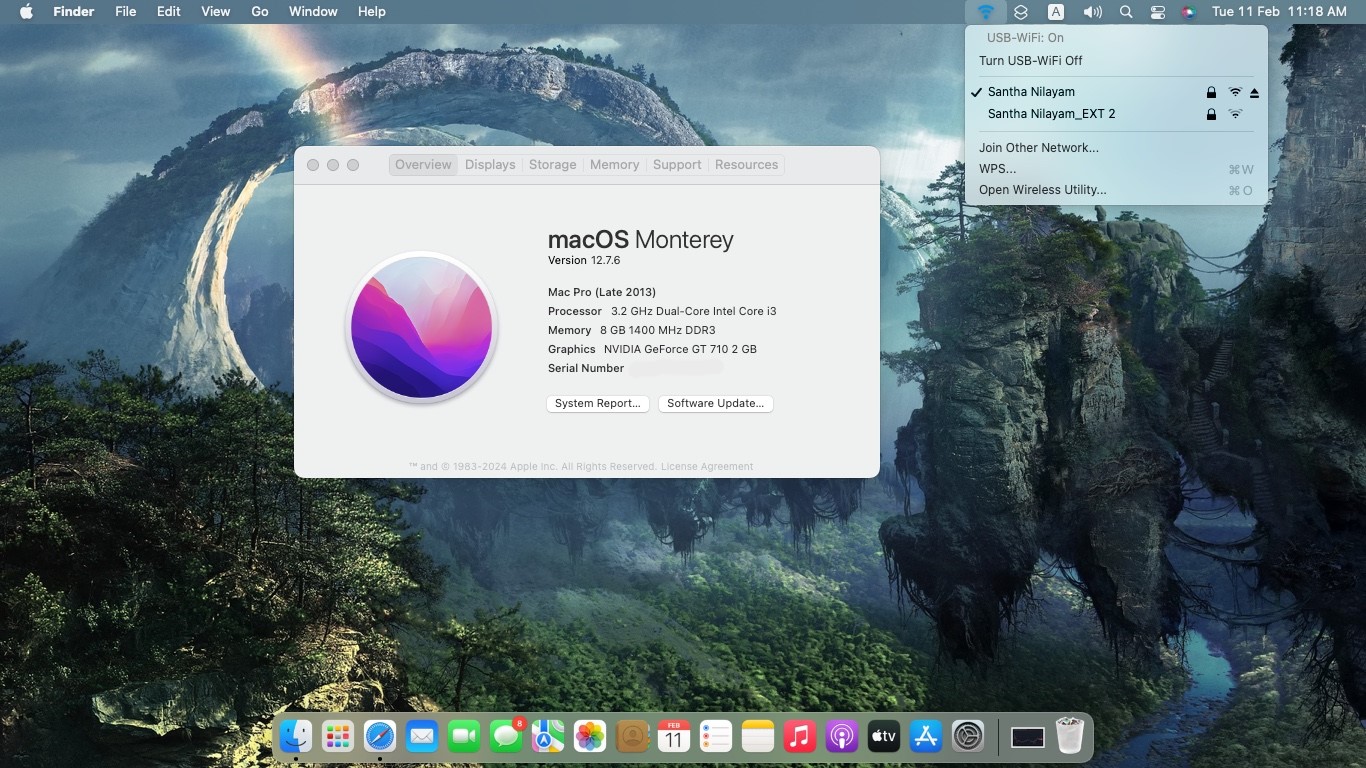 Finder File Edit View Go Window Help A Tue 11 Feb 11:18 AM
USB-WiFi: On
Turn USB-WiFi Off
Santha Nilayam
Santha Nilayam_EXT 2
Join Other Network...
WPS... ⌘W
Open Wireless Utility... ⌘O
Overview Displays Storage Memory Support Resources
macOS Monterey
Version 12.7.6
Mac Pro (Late 2013)
Processor 3.2 GHz Dual-Core Intel Core i3
Memory 8 GB 1400 MHz DDR3
Graphics NVIDIA GeForce GT 710 2 GB
Serial Number
System Report... Software Update...
™ and © 1983-2024 Apple Inc. All Rights Reserved. License Agreement
8
FEB
11
tv